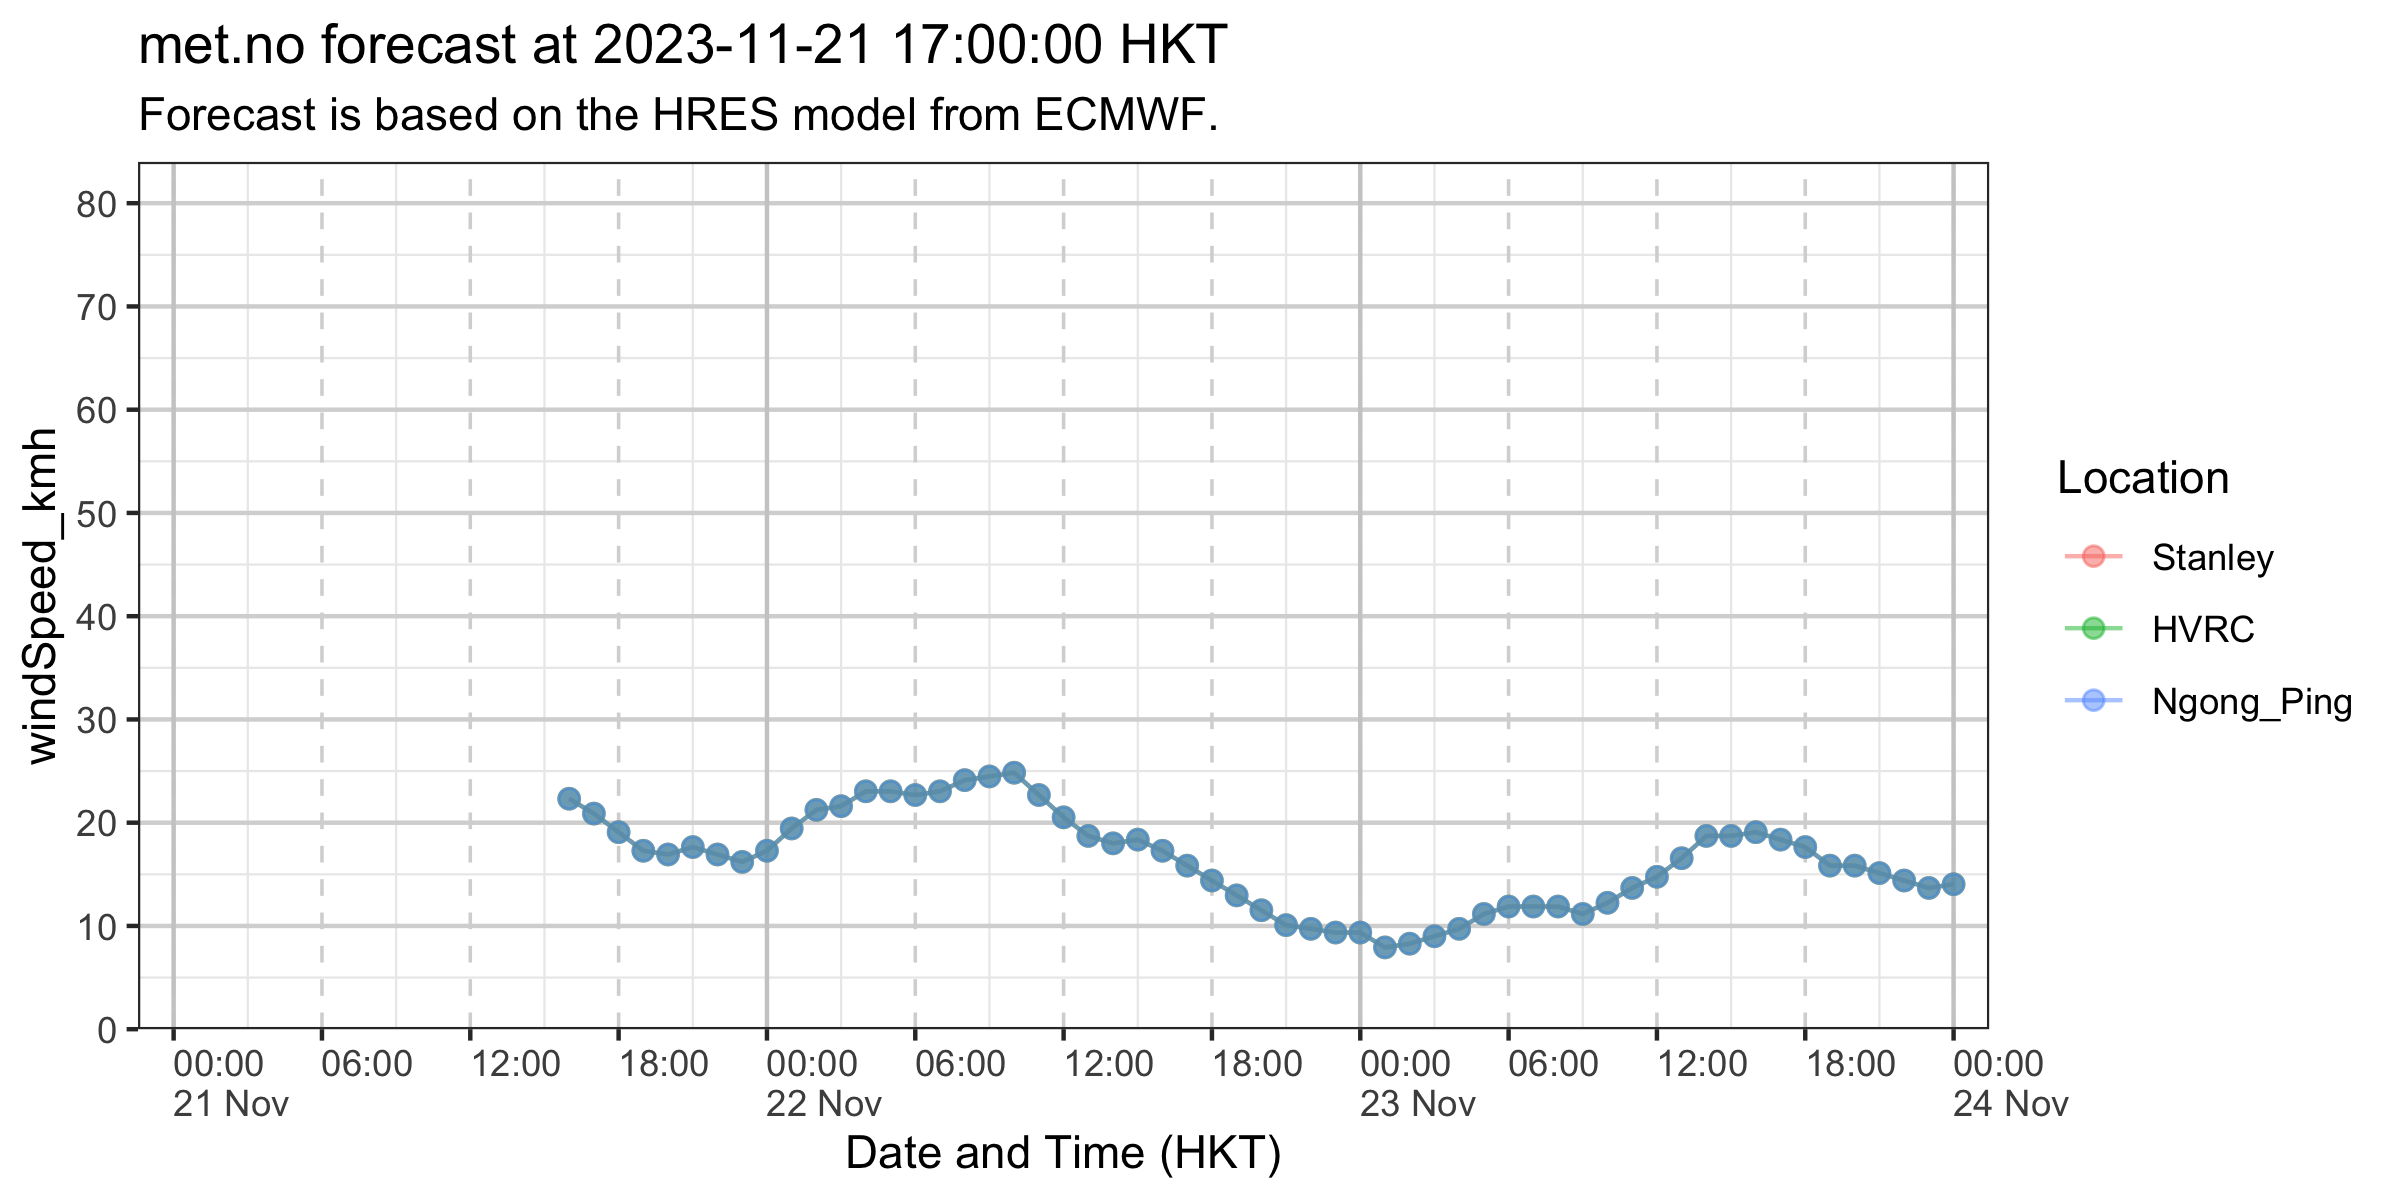 met.no forecast at 2023-11-21 17:00:00 HKT
Forecast is based on the HRES model from ECMWF.
windSpeed_kmh
80
70
60
50
40
30
20
10
0
00:00 06:00 12:00 18:00 00:00 06:00 12:00 18:00 00:00 06:00 12:00 18:00 00:00
21 Nov 22 Nov 23 Nov 24 Nov
Date and Time (HKT)
Location
Stanley
HVRC
Ngong_Ping